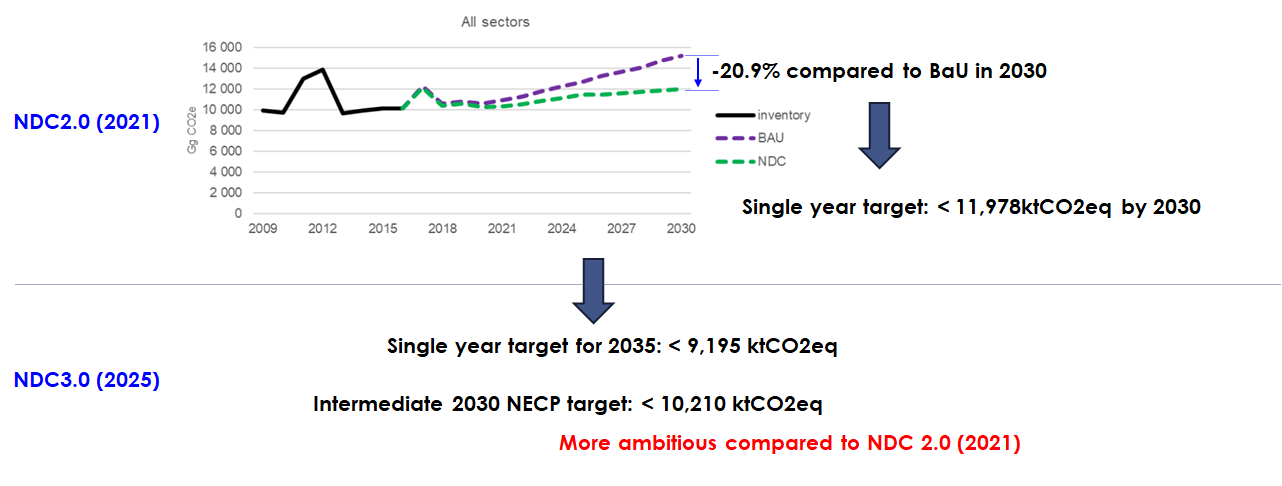 All sectors
16 000
14 000
12 000
10 000
8 000
6 000
4 000
2 000
0
Gg CO2e
2009 2012 2015 2018 2021 2024 2027 2030
-20.9% compared to BaU in 2030
inventory
BAU
NDC
NDC2.0 (2021)
Single year target: < 11,978ktCO2eq by 2030
Single year target for 2035: < 9,195 ktCO2eq
NDC3.0 (2025)
Intermediate 2030 NECP target: < 10,210 ktCO2eq
More ambitious compared to NDC 2.0 (2021)